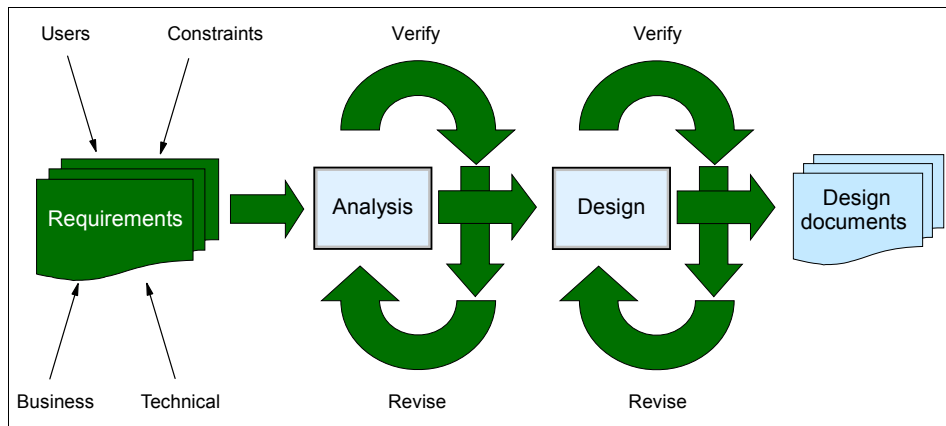 Users
Constraints
Verify
Verify
Requirements
Analysis
Design
Design
documents
Business
Technical
Revise
Revise